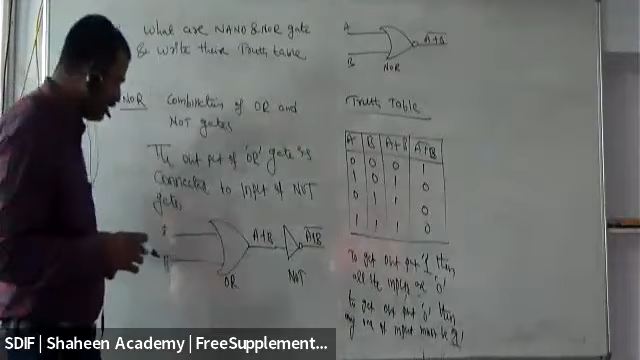 What are NAND & NOR gate
& write their Truth table
A
B
A+B
NOR
NOR Combination of OR and
NOT gates
The out put of 'OR' gate is
Connected to input of NOT
gate
A+B
A+B
OR
NOT
Truth Table
A B A+B A+B
0 0 0 1
1 0 1 0
0 1 1 0
1 1 1 0
To get out put '1' then
all the inputs are '0'
To get out put '0' then
any one of input must be '1'
SDIF | Shaheen Academy | FreeSupplement...